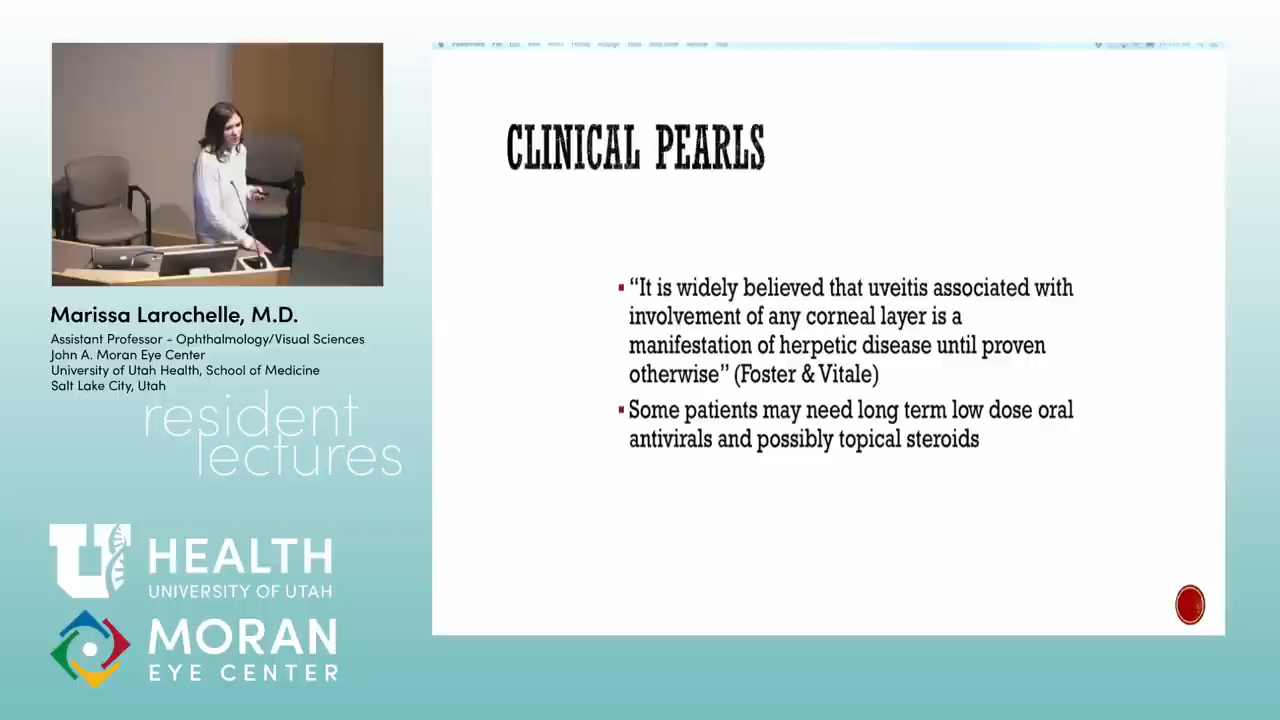 Marissa Larochelle, M.D.
Assistant Professor - Ophthalmology/Visual Sciences
John A. Moran Eye Center
University of Utah Health, School of Medicine
Salt Lake City, Utah
resident
lectures
U
HEALTH
UNIVERSITY OF UTAH
MORAN
EYE CENTER
CLINICAL PEARLS
▪ “It is widely believed that uveitis associated with
involvement of any corneal layer is a
manifestation of herpetic disease until proven
otherwise” (Foster & Vitale)
▪ Some patients may need long term low dose oral
antivirals and possibly topical steroids